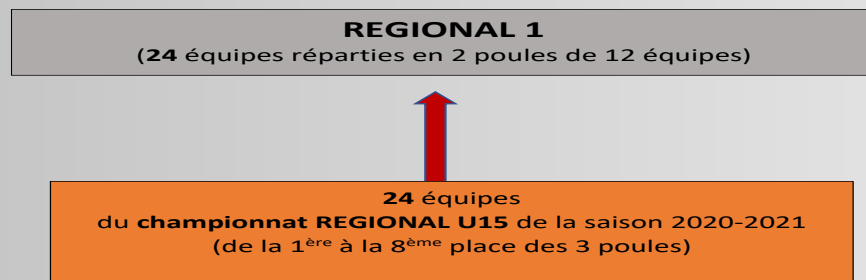 REGIONAL 1
(24 équipes réparties en 2 poules de 12 équipes)
24 équipes
du championnat REGIONAL U15 de la saison 2020-2021
(de la 1ère à la 8ème place des 3 poules)